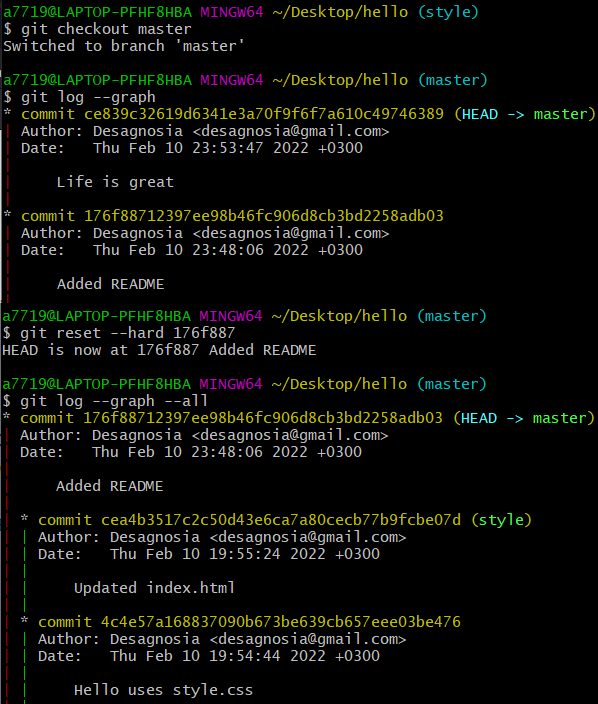 a7719@LAPTOP-PFHF8HBA MINGW64 ~/Desktop/hello (style)
$ git checkout master
Switched to branch 'master'
a7719@LAPTOP-PFHF8HBA MINGW64 ~/Desktop/hello (master)
$ git log --graph
* commit ce839c32619d6341e3a70f9f6f7a610c49746389 (HEAD -> master)
| Author: Desagnosia <desagnosia@gmail.com>
| Date:   Thu Feb 10 23:53:47 2022 +0300
|
|     Life is great
|
* commit 176f88712397ee98b46fc906d8cb3bd2258adb03
| Author: Desagnosia <desagnosia@gmail.com>
| Date:   Thu Feb 10 23:48:06 2022 +0300
|
|     Added README
|
a7719@LAPTOP-PFHF8HBA MINGW64 ~/Desktop/hello (master)
$ git reset --hard 176f887
HEAD is now at 176f887 Added README
a7719@LAPTOP-PFHF8HBA MINGW64 ~/Desktop/hello (master)
$ git log --graph --all
* commit 176f88712397ee98b46fc906d8cb3bd2258adb03 (HEAD -> master)
| Author: Desagnosia <desagnosia@gmail.com>
| Date:   Thu Feb 10 23:48:06 2022 +0300
|
|     Added README
|
| * commit cea4b3517c2c50d43e6ca7a80cecb77b9fcbe07d (style)
| | Author: Desagnosia <desagnosia@gmail.com>
| | Date:   Thu Feb 10 19:55:24 2022 +0300
| |
| |     Updated index.html
| |
| * commit 4c4e57a168837090b673be639cb657eee03be476
| | Author: Desagnosia <desagnosia@gmail.com>
| | Date:   Thu Feb 10 19:54:44 2022 +0300
| |
| |     Hello uses style.css
| |